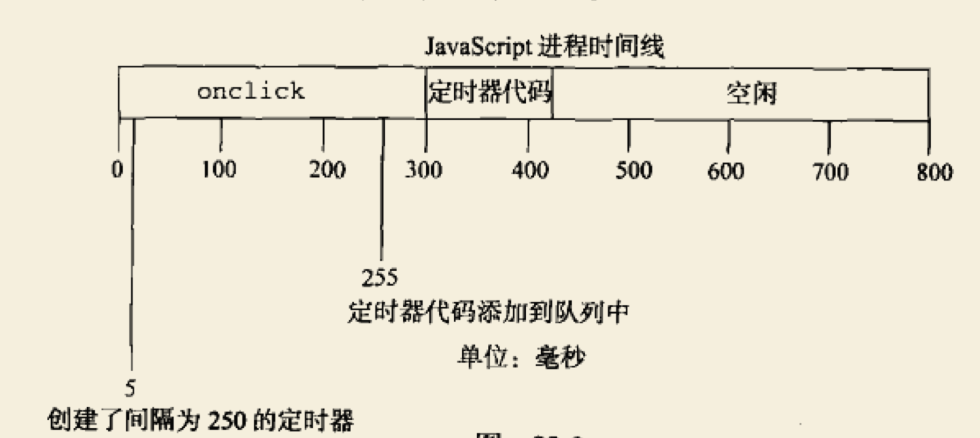 JavaScript 进程时间线
onclick 定时器代码 空闲
0 100 200 300 400 500 600 700 800
255
定时器代码添加到队列中
单位：毫秒
5
创建了间隔为 250 的定时器